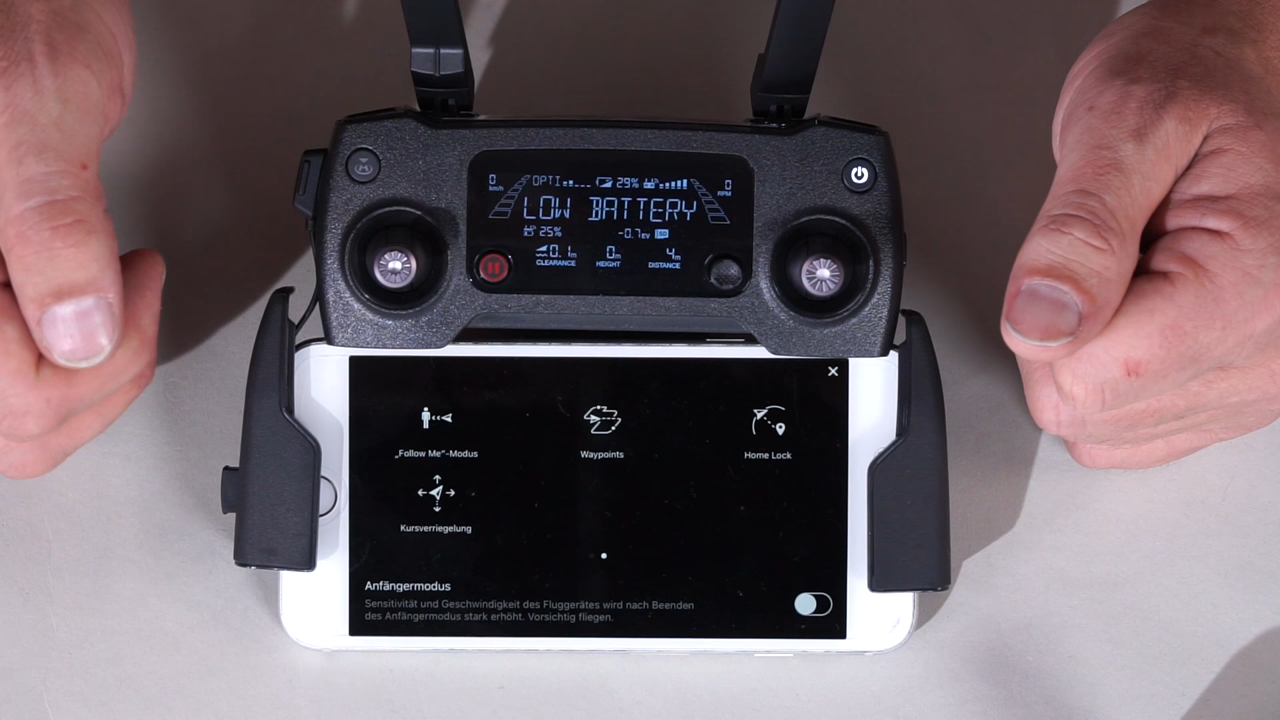 0 OPTI 29% 0
km/h RPM
LOW BATTERY
25% -0.7EV SD
0.1m 0m 4m
CLEARANCE HEIGHT DISTANCE
„Follow Me“-Modus Waypoints Home Lock
Kursverriegelung
Anfängermodus
Sensitivität und Geschwindigkeit des Fluggerätes wird nach Beenden
des Anfängermodus stark erhöht. Vorsichtig fliegen.